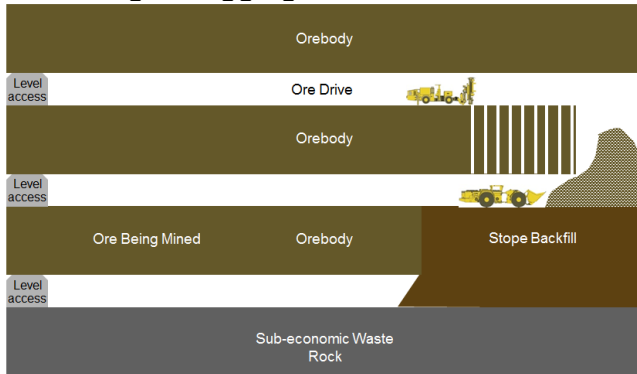 Orebody
Level
access
Ore Drive
Orebody
Level
access
Ore Being Mined
Orebody
Stope Backfill
Level
access
Sub-economic Waste
Rock